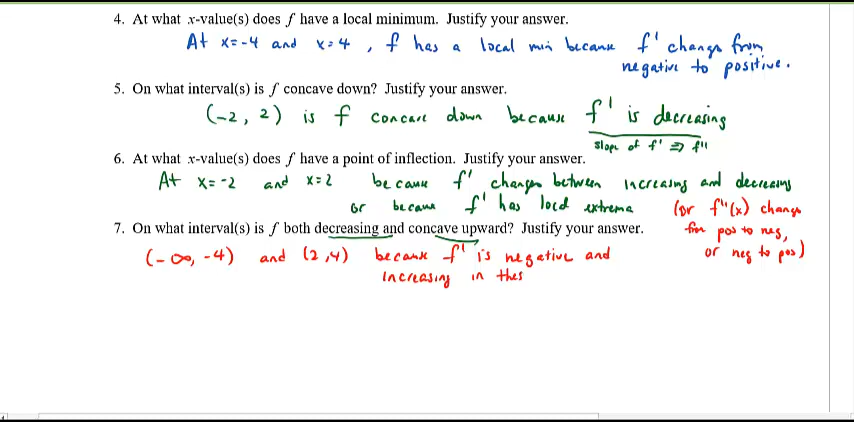 4. At what x-value(s) does f have a local minimum. Justify your answer.
At x=-4 and x=4, f has a local min because f' changes from
negative to positive.
5. On what interval(s) is f concave down? Justify your answer.
(-2, 2) is f concave down because f' is decreasing
slope of f' ⇒ f''
6. At what x-value(s) does f have a point of inflection. Justify your answer.
At x=-2 and x=2 because f' changes between increasing and decreasing
or because f' has local extrema (or f''(x) changes
from pos to neg,
or neg to pos)
7. On what interval(s) is f both decreasing and concave upward? Justify your answer.
(-∞, -4) and (2, 4) because f' is negative and
increasing in thes